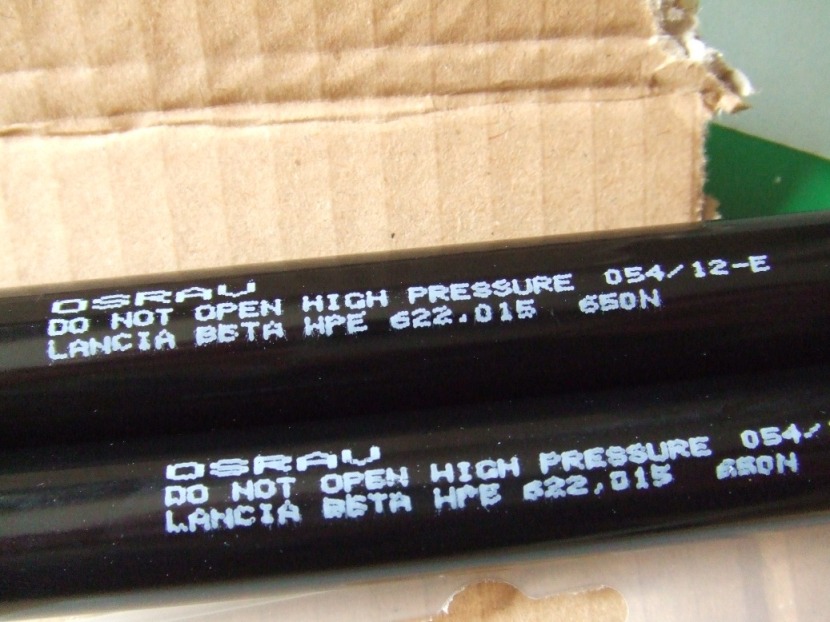 OSRAV
DO NOT OPEN HIGH PRESSURE 054/12-E
LANCIA BETA HPE 622.015 650N
OSRAV
DO NOT OPEN HIGH PRESSURE 054/
LANCIA BETA HPE 622.015 650N